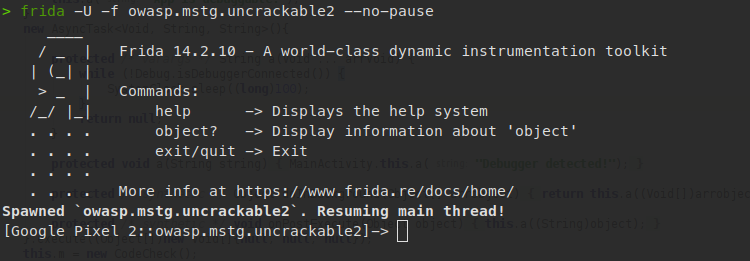 > frida -U -f owasp.mstg.uncrackable2 --no-pause
     ____
    / _  |   Frida 14.2.10 - A world-class dynamic instrumentation toolkit
   | (_| |
    > _  |   Commands:
   /_/ |_|       help      -> Displays the help system
   . . . .       object?   -> Display information about 'object'
   . . . .       exit/quit -> Exit
   . . . .
   . . . .   More info at https://www.frida.re/docs/home/
Spawned `owasp.mstg.uncrackable2`. Resuming main thread!
[Google Pixel 2::owasp.mstg.uncrackable2]->